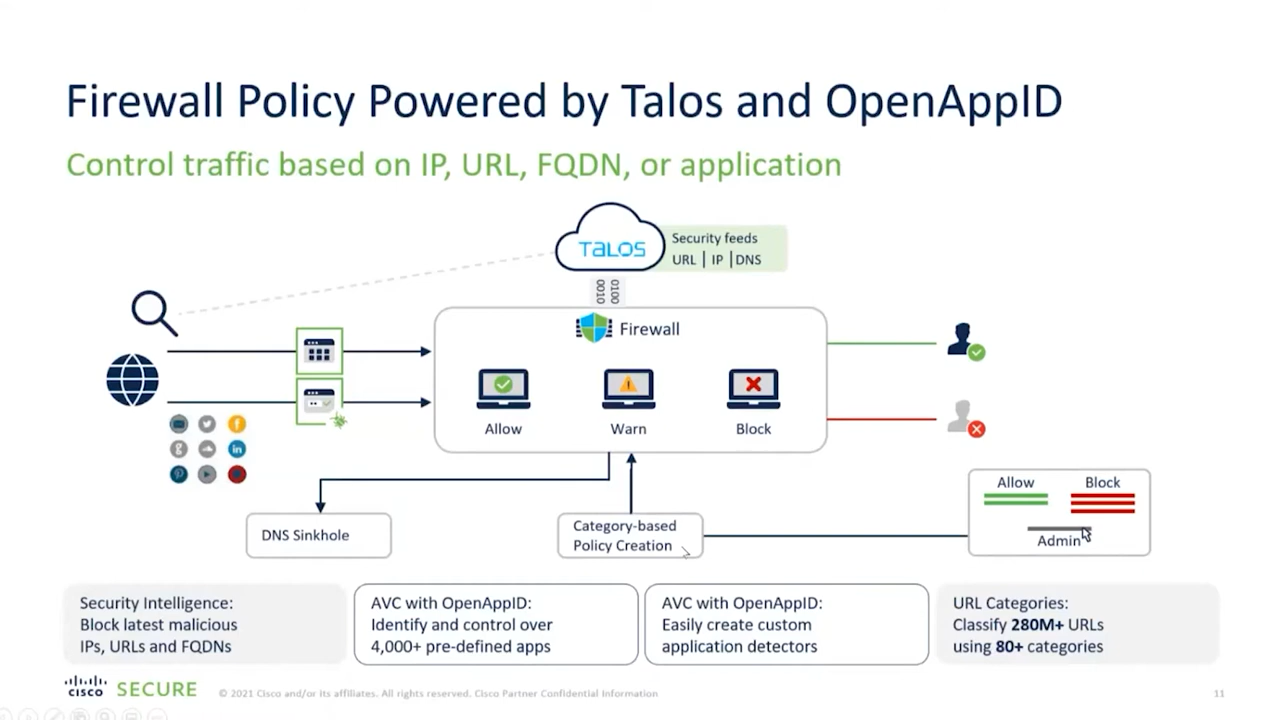 Firewall Policy Powered by Talos and OpenAppID
Control traffic based on IP, URL, FQDN, or application
TALOS
Security feeds
URL | IP | DNS
0010
0100
Firewall
Allow
Warn
Block
DNS Sinkhole
Category-based
Policy Creation
Allow
Block
Admin
Security Intelligence:
Block latest malicious
IPs, URLs and FQDNs
AVC with OpenAppID:
Identify and control over
4,000+ pre-defined apps
AVC with OpenAppID:
Easily create custom
application detectors
URL Categories:
Classify 280M+ URLs
using 80+ categories
CISCO SECURE
© 2021 Cisco and/or its affiliates. All rights reserved. Cisco Partner Confidential Information
11